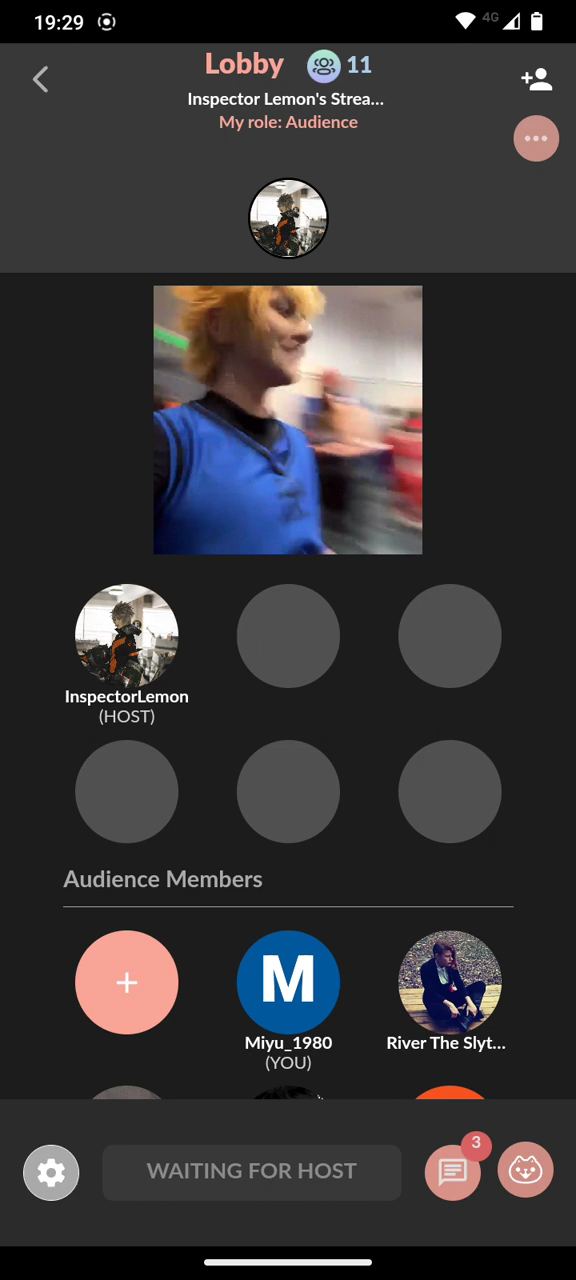 19:29
4G
Lobby
11
Inspector Lemon's Strea...
My role: Audience
InspectorLemon
(HOST)
Audience Members
+
M
Miyu_1980
(YOU)
River The Slyt...
WAITING FOR HOST
3